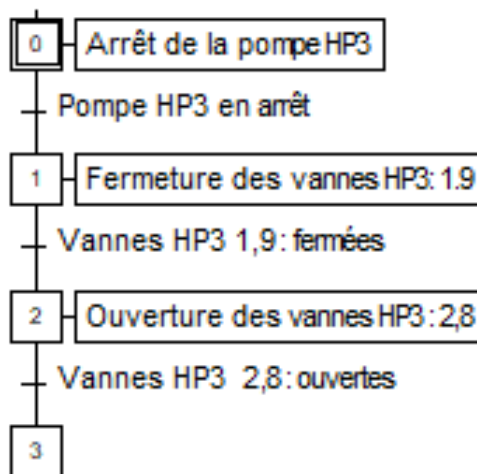 0 Arrêt de la pompe HP3
Pompe HP3 en arrêt
1 Fermeture des vannes HP3: 1.9
Vannes HP3 1,9: fermées
2 Ouverture des vannes HP3: 2,8
Vannes HP3 2,8: ouvertes
3